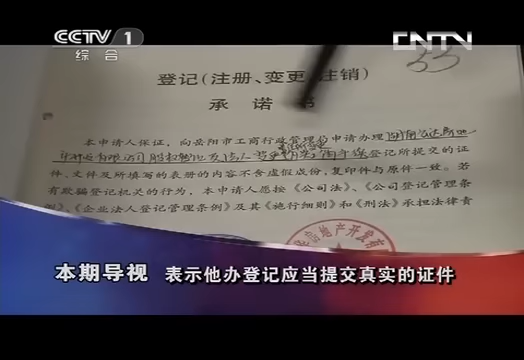 CCTV 1
综合
CNTV
33
登记(注册、变更、注销)
承诺书
本申请人保证,向岳阳市工商行政管理局申请办理
登记所提交的证
件、文件及所填写的表册的内容不含虚假成份,复印件与原件一致。若
有欺骗登记机关的行为,本申请人愿按《公司法》、《公司登记管理条
例》、《企业法人登记管理条例》及其《施行细则》和《刑法》承担法律责
房地产开发有
本期导视 表示他办登记应当提交真实的证件